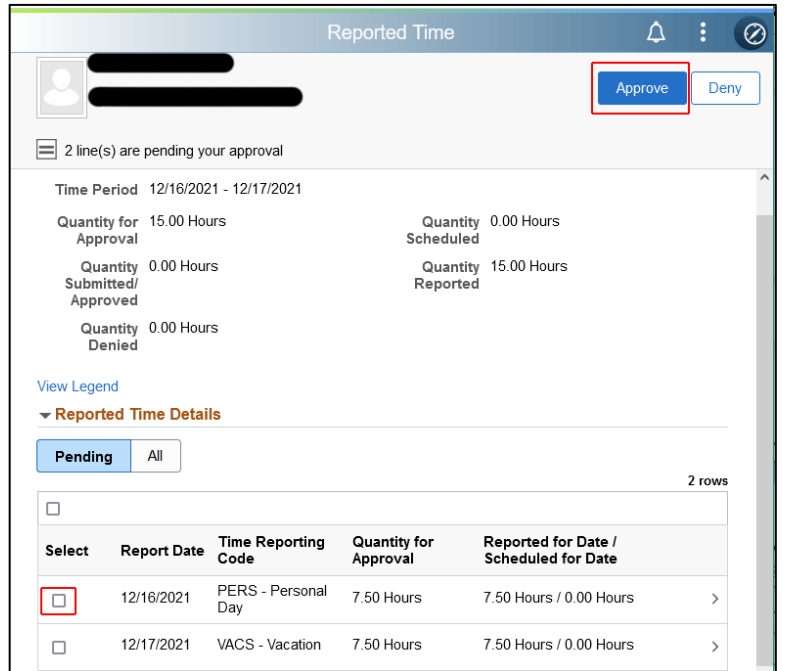 Reported Time
Approve Deny
2 line(s) are pending your approval
Time Period 12/16/2021 - 12/17/2021
Quantity for Approval 15.00 Hours Quantity Scheduled 0.00 Hours
Quantity Submitted/ Approved 0.00 Hours Quantity Reported 15.00 Hours
Quantity Denied 0.00 Hours
View Legend
Reported Time Details
Pending All
2 rows
Select Report Date Time Reporting Code Quantity for Approval Reported for Date / Scheduled for Date
12/16/2021 PERS - Personal Day 7.50 Hours 7.50 Hours / 0.00 Hours
12/17/2021 VACS - Vacation 7.50 Hours 7.50 Hours / 0.00 Hours